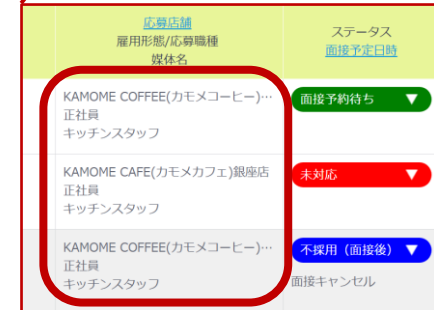 応募店舗
雇用形態/応募職種
媒体名
ステータス
面接予定日時
KAMOME COFFEE(カモメコーヒー)…
正社員
キッチンスタッフ
面接予約待ち ▼
KAMOME CAFE(カモメカフェ)銀座店
正社員
キッチンスタッフ
未対応 ▼
KAMOME COFFEE(カモメコーヒー)…
正社員
キッチンスタッフ
不採用（面接後） ▼
面接キャンセル